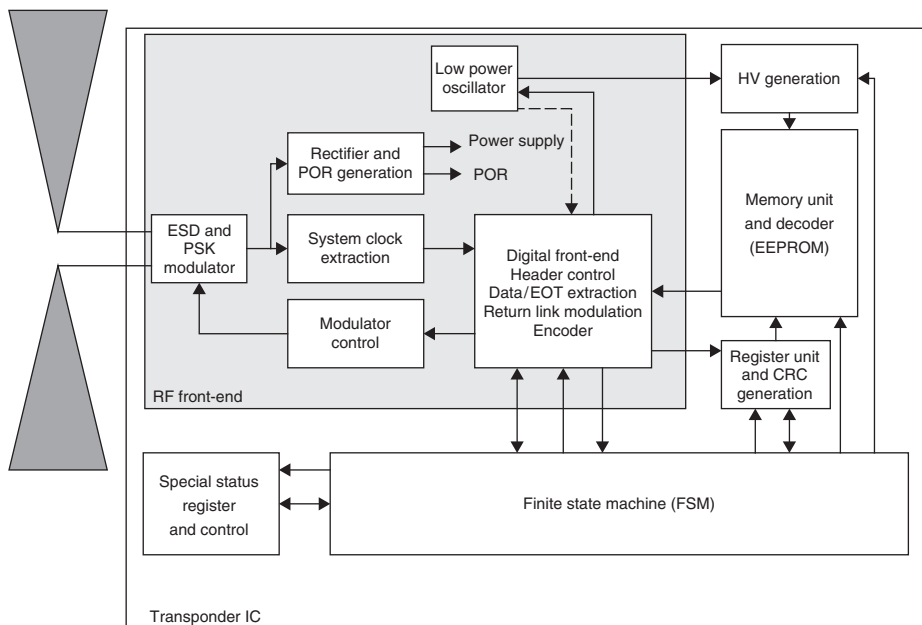 Low power
oscillator
HV generation
Rectifier and
POR generation
Power supply
POR
Memory unit
and decoder
(EEPROM)
ESD and
PSK
modulator
System clock
extraction
Digital front-end
Header control
Data/EOT extraction
Return link modulation
Encoder
Modulator
control
Register unit
and CRC
generation
RF front-end
Special status
register
and control
Finite state machine (FSM)
Transponder IC